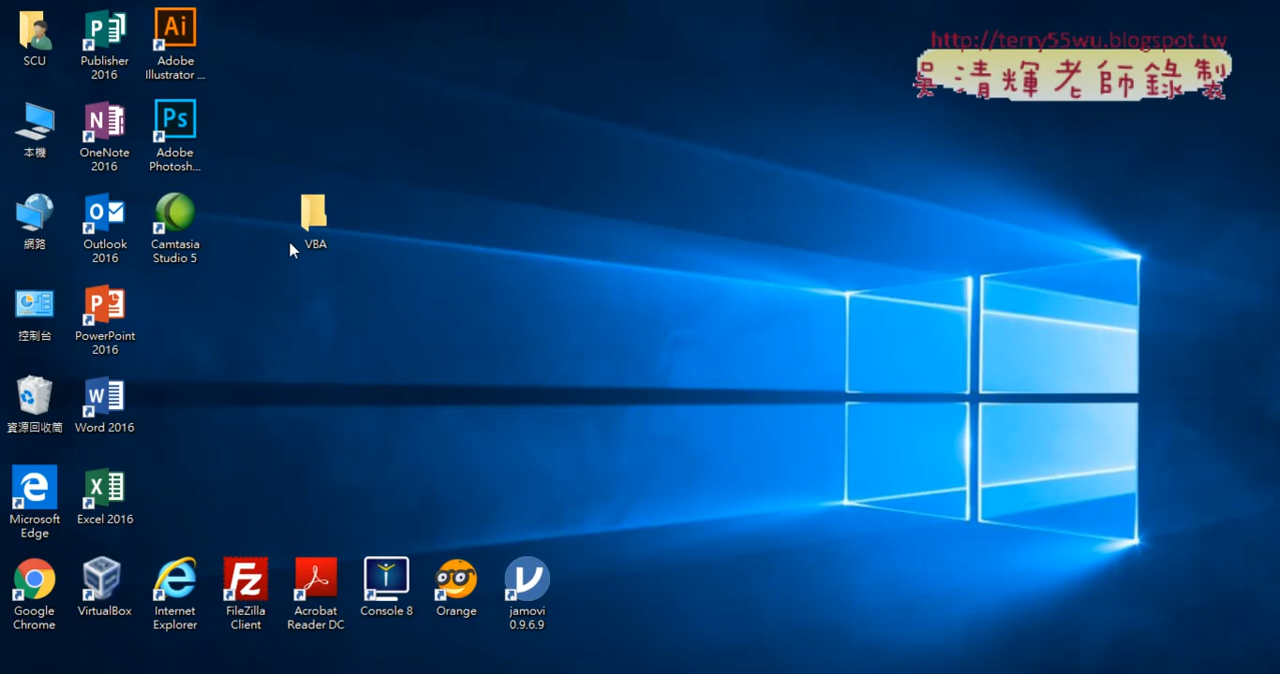 http://terry55wu.blogspot.tw
吳清輝老師錄製
SCU
Publisher
2016
Ai
Adobe
Illustrator ...
本機
OneNote
2016
Ps
Adobe
Photosh...
網路
Outlook
2016
Camtasia
Studio 5
VBA
控制台
PowerPoint
2016
資源回收筒
Word 2016
Microsoft
Edge
Excel 2016
Google
Chrome
VirtualBox
Internet
Explorer
FileZilla
Client
Acrobat
Reader DC
Console 8
Orange
jamovi
0.9.6.9